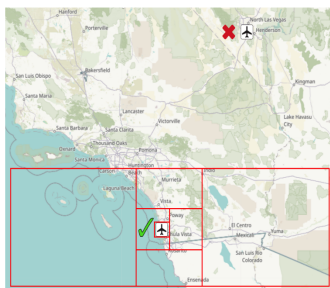 Hanford
Porterville
North Las Vegas
Henderson
Bakersfield
San Luis Obispo
Kingman
Santa Maria
Lancaster
Lake Havasu
City
Victorville
Santa Barbara
Santa Clarita
Thousand Oaks
Oxnard
Pomona
Santa Monica
Huntington
Beach
Murrieta
Laguna Beach
Vista
Poway
El Centro
Chula Vista
Mexicali
Yuma
Rosarito
San Luis Río
Colorado
Ensenada